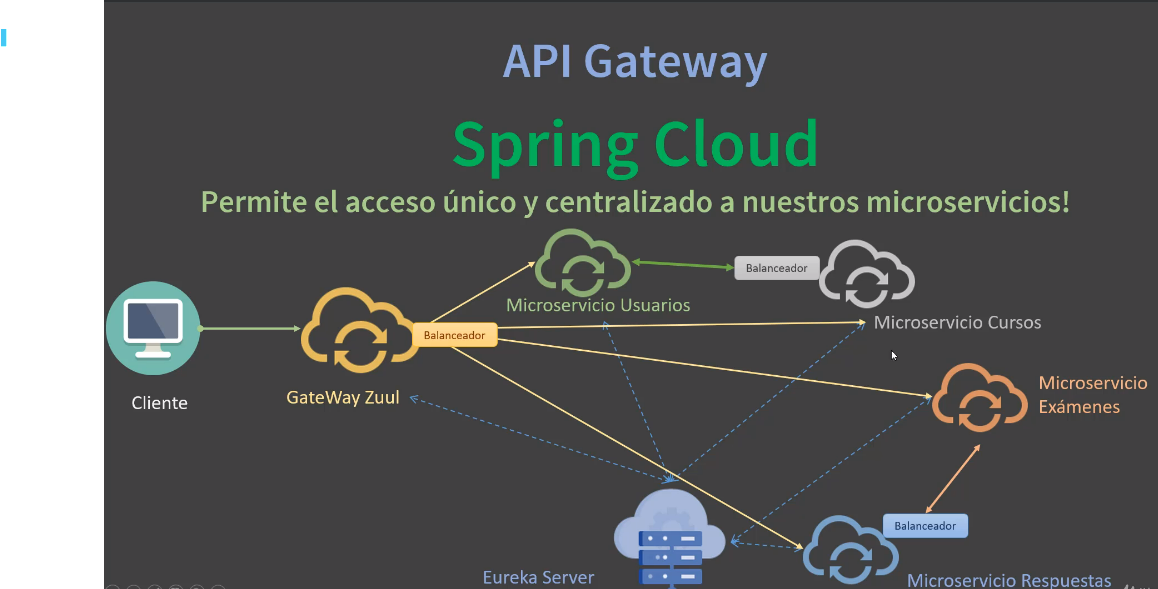 API Gateway
Spring Cloud
Permite el acceso único y centralizado a nuestros microservicios!
Balanceador
Microservicio Usuarios
Microservicio Cursos
Balanceador
Cliente
GateWay Zuul
Microservicio
Exámenes
Balanceador
Eureka Server
Microservicio Respuestas